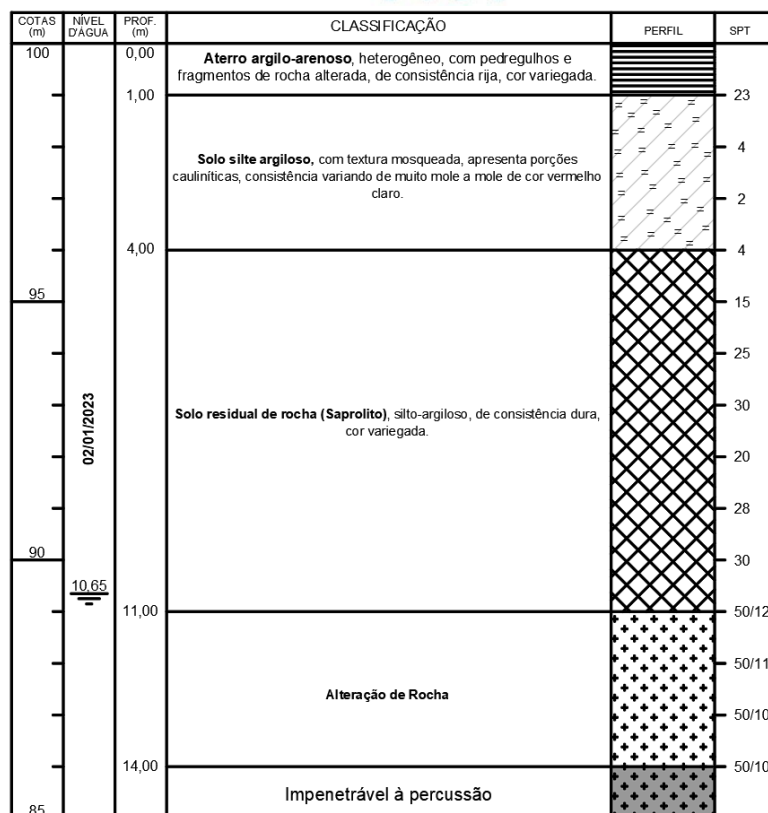 COTAS (m)
NÍVEL D'ÁGUA
PROF. (m)
CLASSIFICAÇÃO
PERFIL
SPT
100
0,00
Aterro argilo-arenoso, heterogêneo, com pedregulhos e
fragmentos de rocha alterada, de consistência rija, cor variegada.
1,00
23
4
Solo silte argiloso, com textura mosqueada, apresenta porções
cauliníticas, consistência variando de muito mole a mole de cor vermelho
claro.
2
4,00
4
95
15
25
02/01/2023
Solo residual de rocha (Saprolito), silto-argiloso, de consistência dura,
cor variegada.
30
20
28
90
30
10,65
11,00
50/12
50/11
Alteração de Rocha
50/10
14,00
50/10
Impenetrável à percussão
85